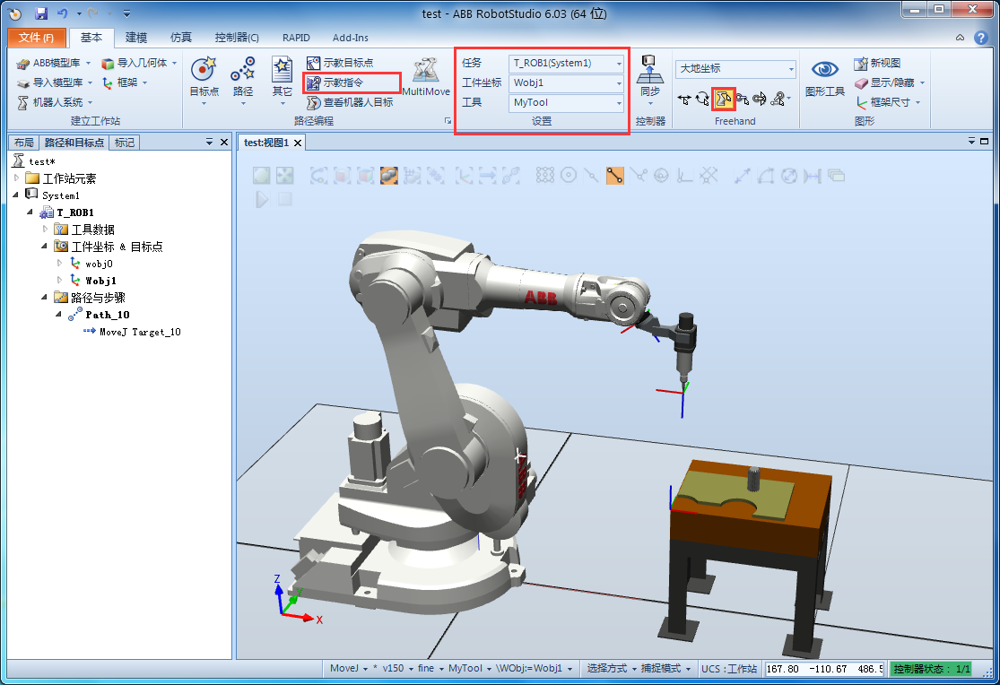 test - ABB RobotStudio 6.03 (64 位)
文件(F) 基本 建模 仿真 控制器(C) RAPID Add-Ins
ABB模型库 导入几何体
导入模型库 框架
机器人系统
建立工作站
目标点 路径 其它
示教目标点
示教指令
查看机器人目标
MultiMove
路径编程
任务 T_ROB1(System1)
工件坐标 Wobj1
工具 MyTool
设置
同步
控制器
大地坐标
Freehand
图形工具
新视图
显示/隐藏
框架尺寸
图形
布局 路径和目标点 标记
test:视图1
test*
工作站元素
System1
T_ROB1
工具数据
工件坐标 & 目标点
wobj0
Wobj1
路径与步骤
Path_10
MoveJ Target_10
ABB
Z
Y
X
MoveJ * v150 fine MyTool \WObj:=Wobj1 选择方式 捕捉模式 UCS :工作站 167.80 -110.67 486.5 控制器状态： 1/1